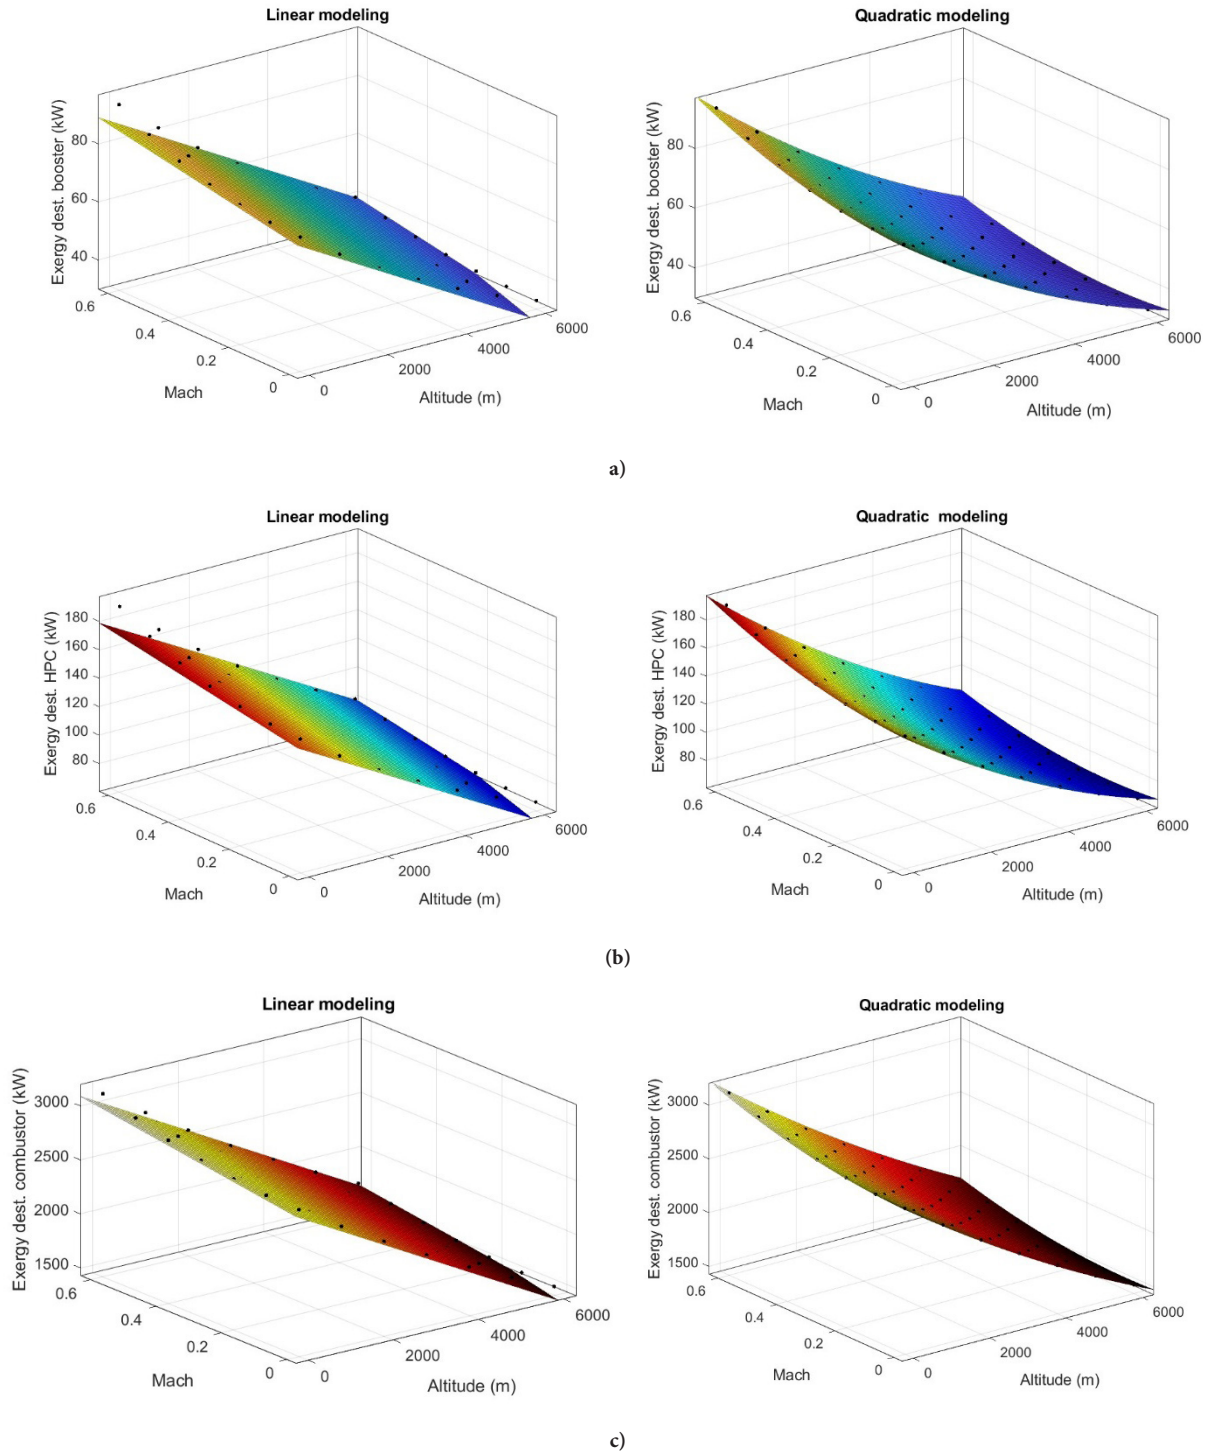 Linear modeling
Exergy dest. booster (kW)
80
60
40
0.6
0.4
0.2
0
Mach
0
2000
4000
6000
Altitude (m)
Quadratic modeling
Exergy dest. booster (kW)
80
60
40
0.6
0.4
0.2
0
Mach
0
2000
4000
6000
Altitude (m)
a)
Linear modeling
Exergy dest. HPC (kW)
180
160
140
120
100
80
0.6
0.4
0.2
0
Mach
0
2000
4000
6000
Altitude (m)
Quadratic modeling
Exergy dest. HPC (kW)
180
160
140
120
100
80
0.6
0.4
0.2
0
Mach
0
2000
4000
6000
Altitude (m)
(b)
Linear modeling
Exergy dest. combustor (kW)
3000
2500
2000
1500
0.6
0.4
0.2
0
Mach
0
2000
4000
6000
Altitude (m)
Quadratic modeling
Exergy dest. combustor (kW)
3000
2500
2000
1500
0.6
0.4
0.2
0
Mach
0
2000
4000
6000
Altitude (m)
c)